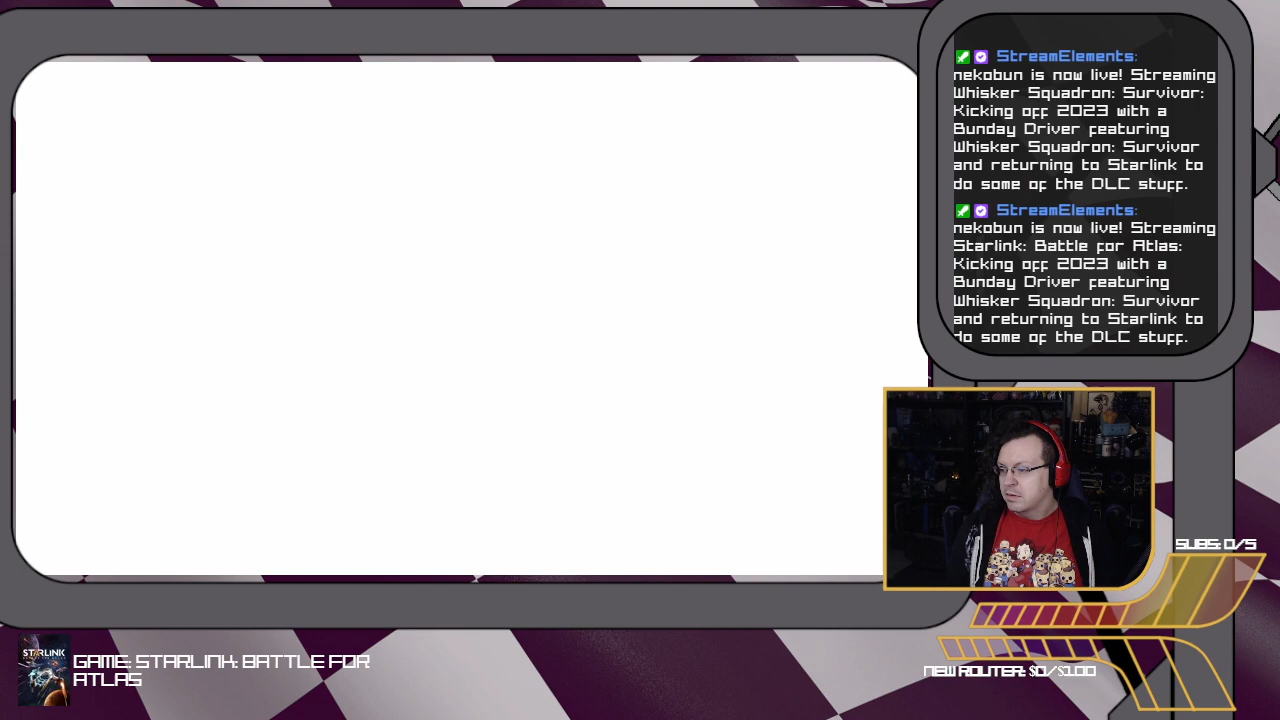 StreamElements:
nekobun is now live! Streaming
Whisker Squadron: Survivor:
Kicking off 2023 with a
Bunday Driver featuring
Whisker Squadron: Survivor
and returning to Starlink to
do some of the DLC stuff.
StreamElements:
nekobun is now live! Streaming
Starlink: Battle for Atlas:
Kicking off 2023 with a
Bunday Driver featuring
Whisker Squadron: Survivor
and returning to Starlink to
do some of the DLC stuff.
SUBS: 0/5
STARLINK
GAME: STARLINK: BATTLE FOR
ATLAS
NEW ROUTER: $0/$100